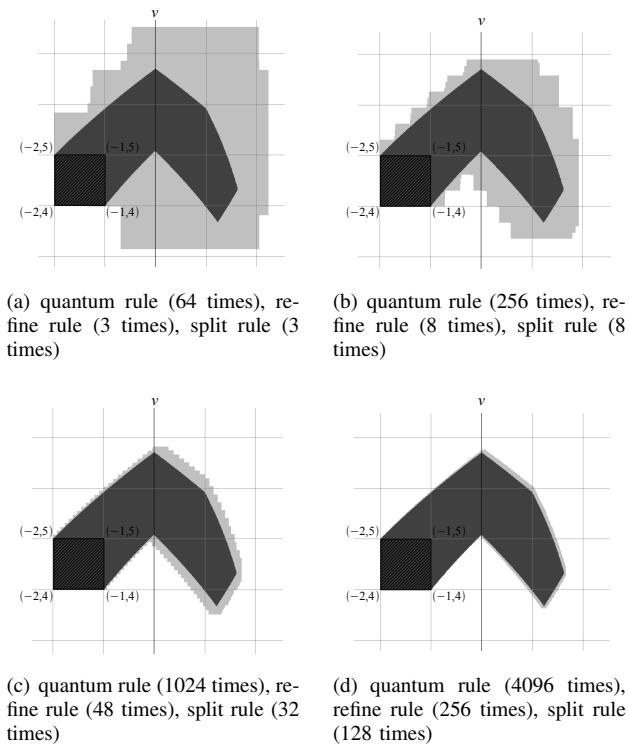 v
(−2,5)
(−1,5)
(−2,4)
(−1,4)
v
(−2,5)
(−1,5)
(−2,4)
(−1,4)
(a) quantum rule (64 times), re-
fine rule (3 times), split rule (3
times)
(b) quantum rule (256 times), re-
fine rule (8 times), split rule (8
times)
v
(−2,5)
(−1,5)
(−2,4)
(−1,4)
v
(−2,5)
(−1,5)
(−2,4)
(−1,4)
(c) quantum rule (1024 times), re-
fine rule (48 times), split rule (32
times)
(d) quantum rule (4096 times),
refine rule (256 times), split rule
(128 times)